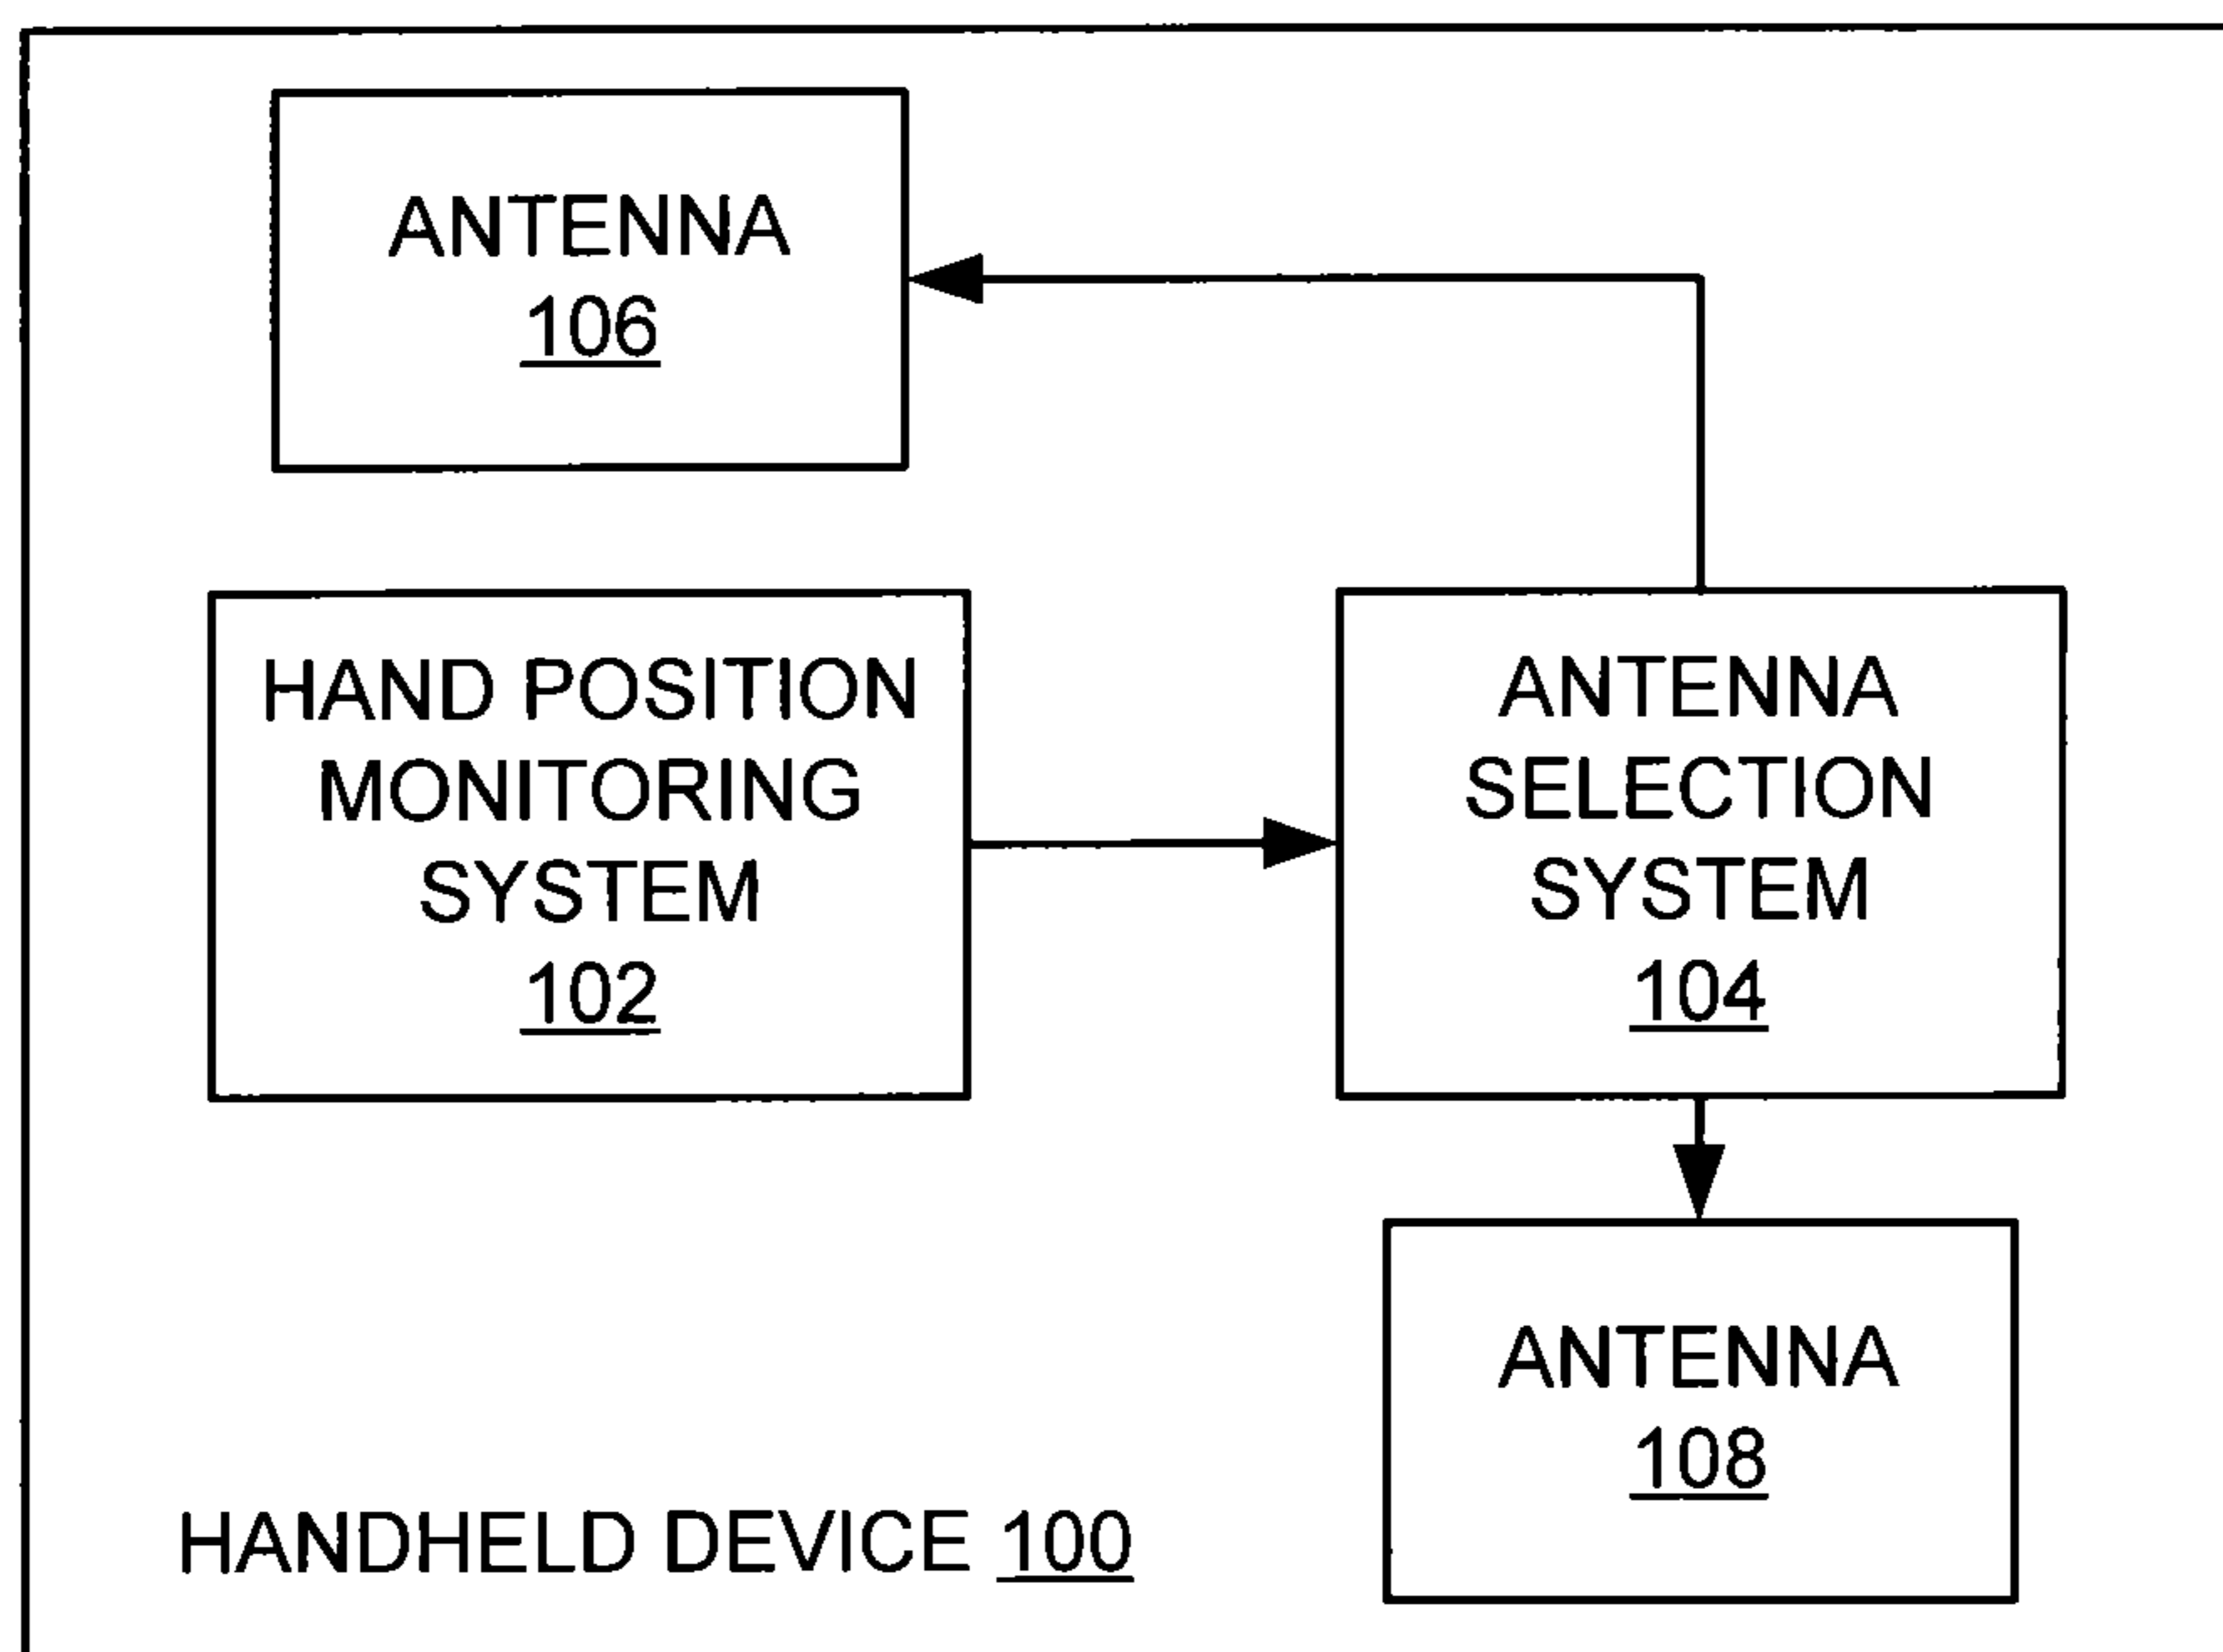 ANTENNA
106
HAND POSITION
MONITORING
SYSTEM
102
ANTENNA
SELECTION
SYSTEM
104
ANTENNA
108
HANDHELD DEVICE 100